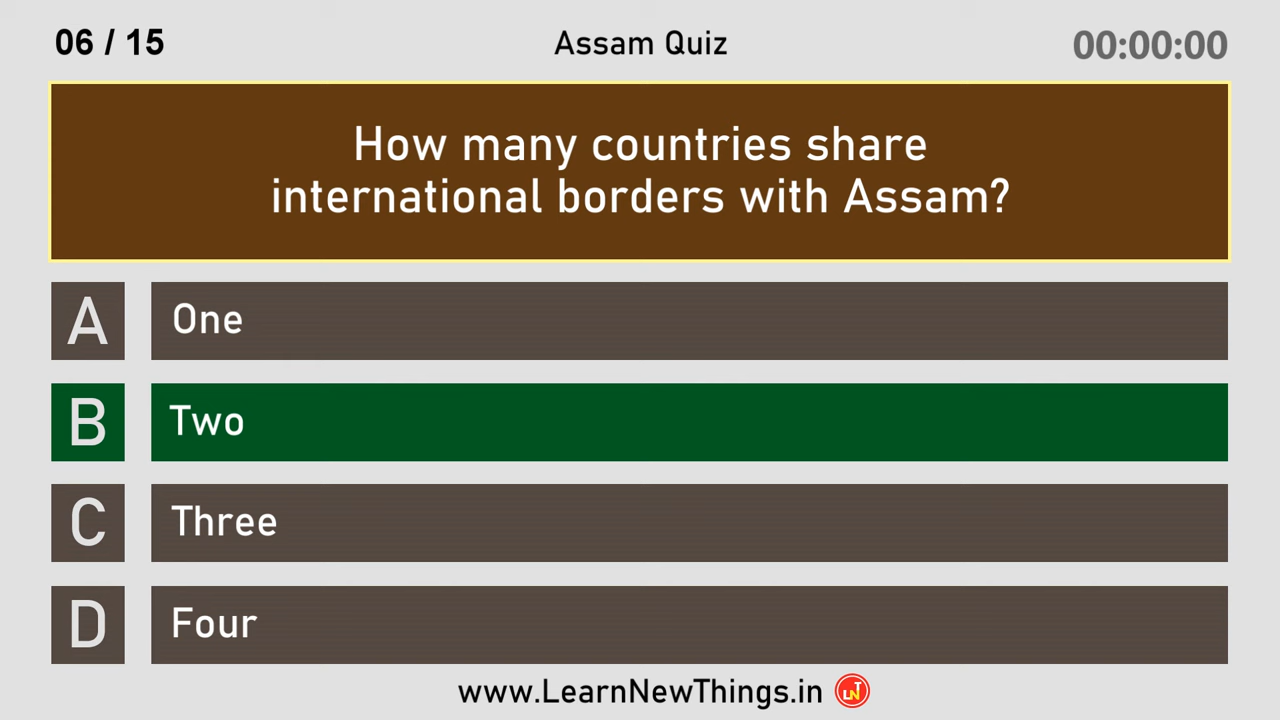 06 / 15
Assam Quiz
00:00:00
How many countries share
international borders with Assam?
A
One
B
Two
C
Three
D
Four
www.LearnNewThings.in
LNT